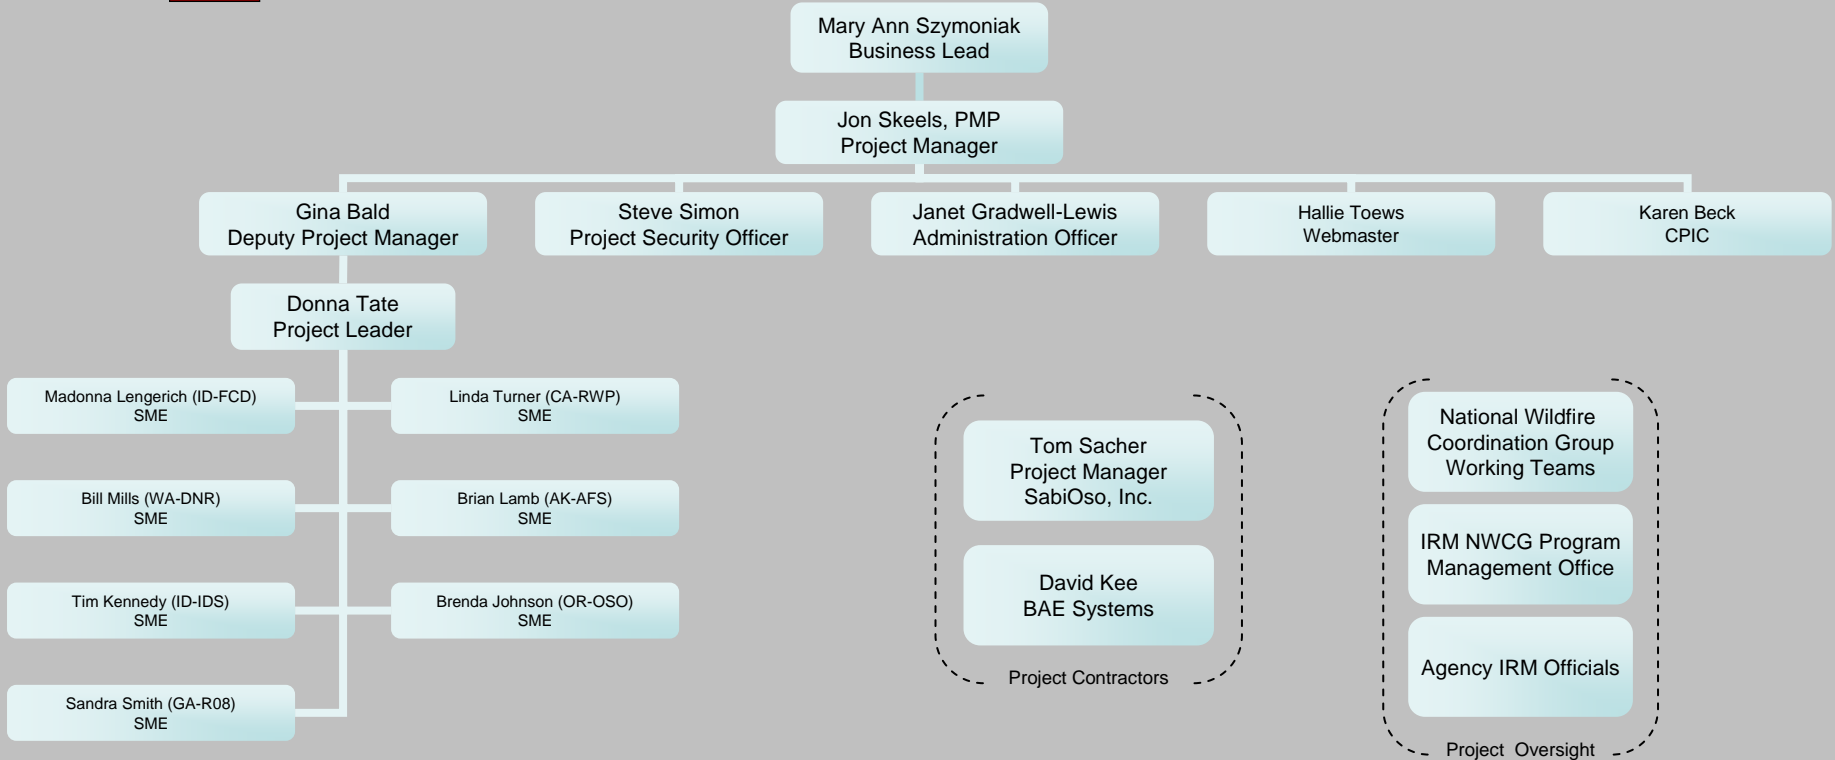 Mary Ann Szymoniak
Business Lead
Jon Skeels, PMP
Project Manager
Gina Bald
Deputy Project Manager
Steve Simon
Project Security Officer
Janet Gradwell-Lewis
Administration Officer
Hallie Toews
Webmaster
Karen Beck
CPIC
Donna Tate
Project Leader
Madonna Lengerich (ID-FCD)
SME
Linda Turner (CA-RWP)
SME
Bill Mills (WA-DNR)
SME
Brian Lamb (AK-AFS)
SME
Tim Kennedy (ID-IDS)
SME
Brenda Johnson (OR-OSO)
SME
Sandra Smith (GA-R08)
SME
Tom Sacher
Project Manager
SabiOso, Inc.
David Kee
BAE Systems
Project Contractors
National Wildfire
Coordination Group
Working Teams
IRM NWCG Program
Management Office
Agency IRM Officials
Project Oversight